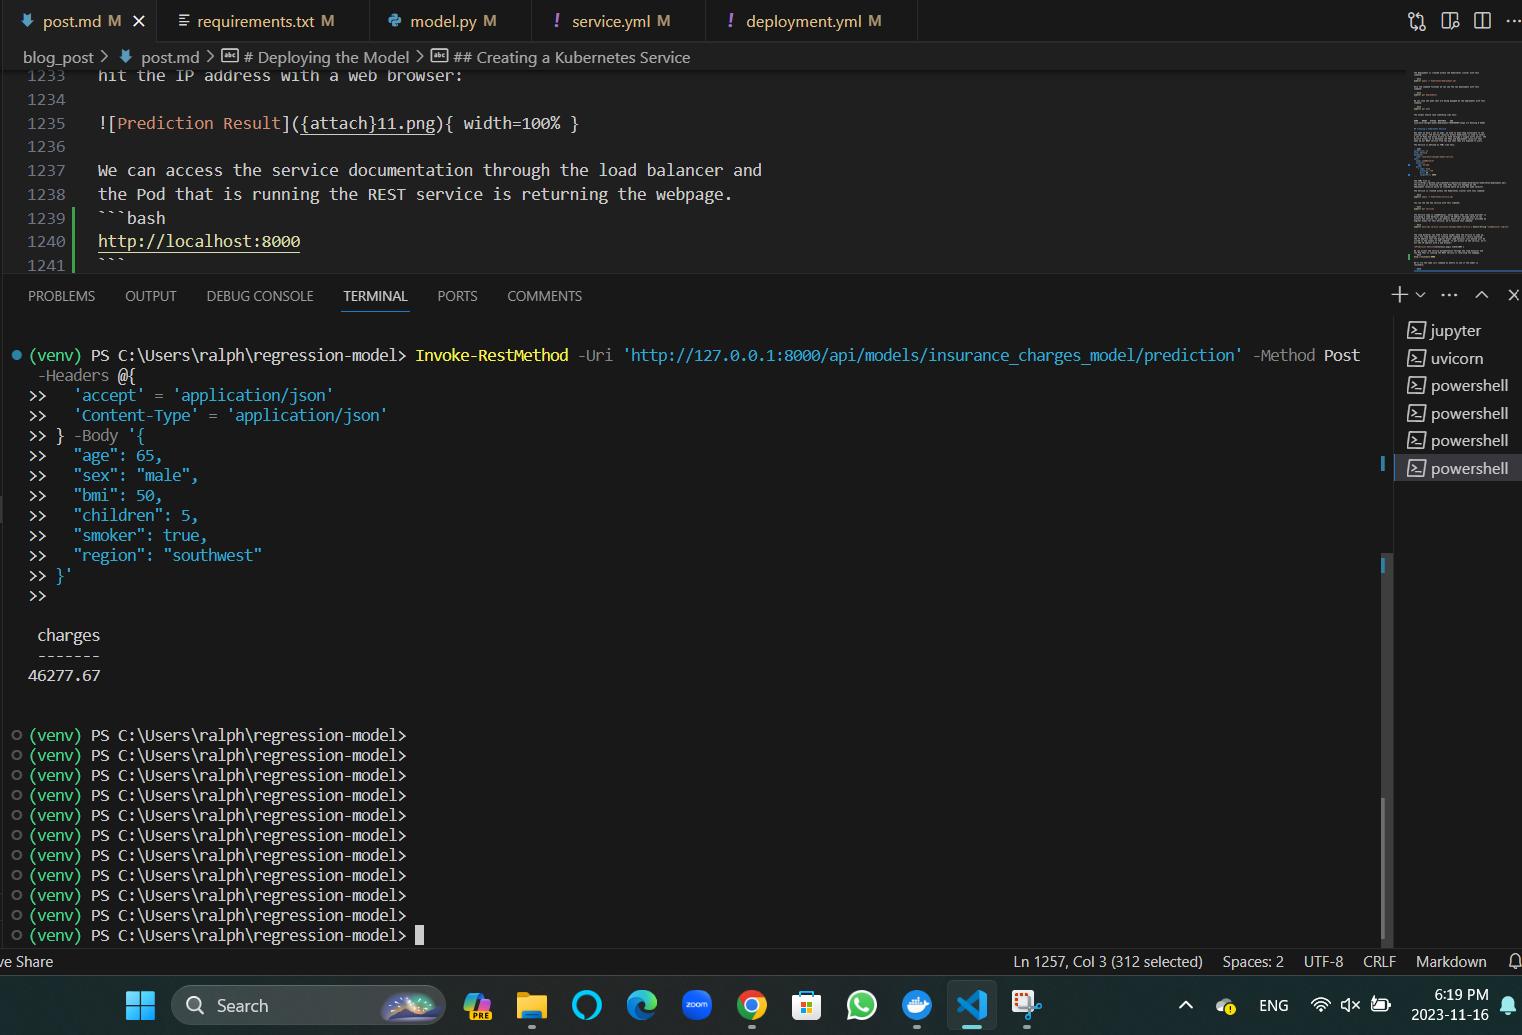 post.md M
requirements.txt M
model.py M
! service.yml M
! deployment.yml M
blog_post > post.md > # Deploying the Model > ## Creating a Kubernetes Service
1233 hit the IP address with a web browser:
1234
1235 ![Prediction Result]({attach}11.png){ width=100% }
1236
1237 We can access the service documentation through the load balancer and
1238 the Pod that is running the REST service is returning the webpage.
1239 ```bash
1240 http://localhost:8000
1241 ```
PROBLEMS OUTPUT DEBUG CONSOLE TERMINAL PORTS COMMENTS
(venv) PS C:\Users\ralph\regression-model> Invoke-RestMethod -Uri 'http://127.0.0.1:8000/api/models/insurance_charges_model/prediction' -Method Post
-Headers @{
>> 'accept' = 'application/json'
>> 'Content-Type' = 'application/json'
>> } -Body '{
>> "age": 65,
>> "sex": "male",
>> "bmi": 50,
>> "children": 5,
>> "smoker": true,
>> "region": "southwest"
>> }'
>>
charges
-------
46277.67
(venv) PS C:\Users\ralph\regression-model>
(venv) PS C:\Users\ralph\regression-model>
(venv) PS C:\Users\ralph\regression-model>
(venv) PS C:\Users\ralph\regression-model>
(venv) PS C:\Users\ralph\regression-model>
(venv) PS C:\Users\ralph\regression-model>
(venv) PS C:\Users\ralph\regression-model>
(venv) PS C:\Users\ralph\regression-model>
(venv) PS C:\Users\ralph\regression-model>
(venv) PS C:\Users\ralph\regression-model>
(venv) PS C:\Users\ralph\regression-model>
jupyter
uvicorn
powershell
powershell
powershell
powershell
ve Share
Ln 1257, Col 3 (312 selected) Spaces: 2 UTF-8 CRLF Markdown
Search
PRE
zoom
ENG
6:19 PM
2023-11-16